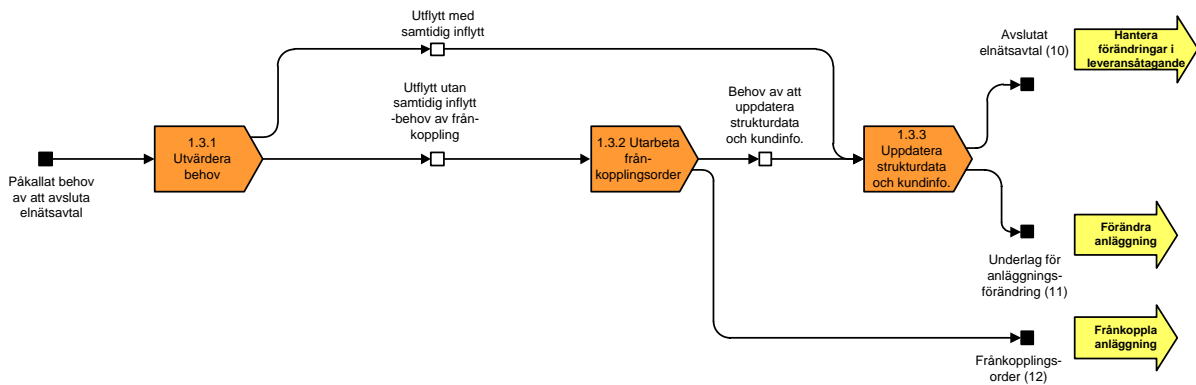 Utflytt med
samtidig inflytt
Avslutat
elnätsavtal (10)
Hantera
förändringar i
leveransåtagande
Utflytt utan
samtidig inflytt
-behov av från-
koppling
Behov av att
uppdatera
strukturdata
och kundinfo.
1.3.1
Utvärdera
behov
1.3.2 Utarbeta
från-
kopplingsorder
1.3.3
Uppdatera
strukturdata
och kundinfo.
Påkallat behov
av att avsluta
elnätsavtal
Förändra
anläggning
Underlag för
anläggnings-
förändring (11)
Frånkoppla
anläggning
Frånkopplings-
order (12)